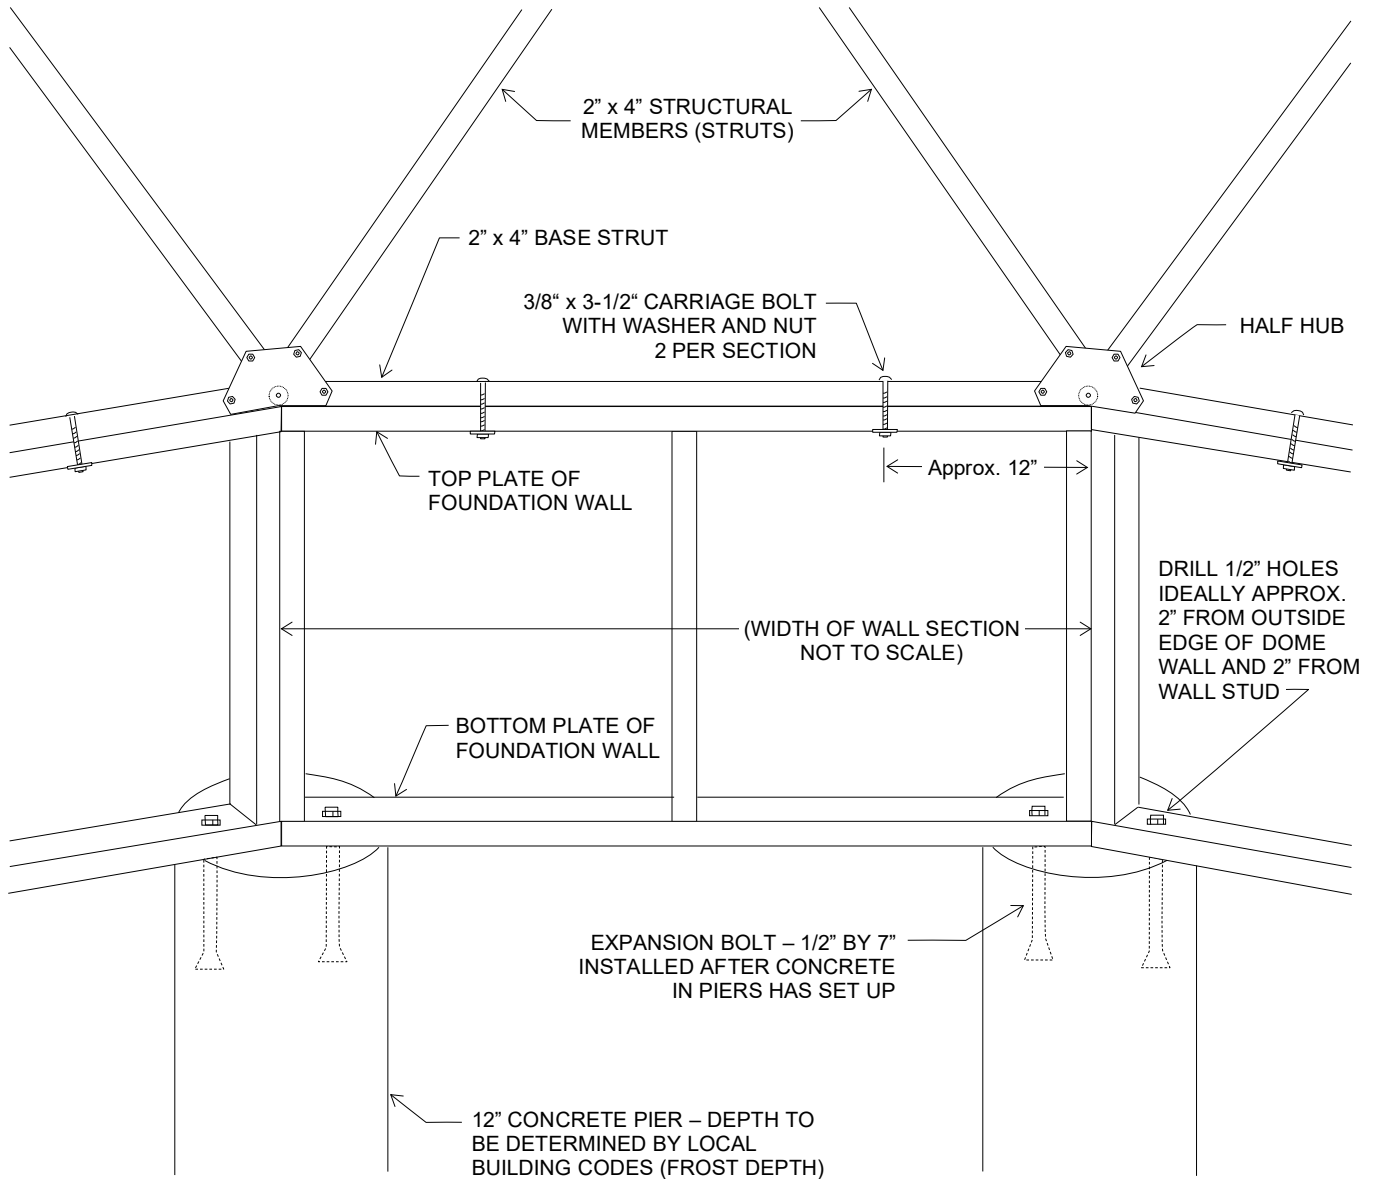 2” x 4” STRUCTURAL
MEMBERS (STRUTS)
2” x 4” BASE STRUT
3/8“ x 3-1/2“ CARRIAGE BOLT
WITH WASHER AND NUT
2 PER SECTION
HALF HUB
TOP PLATE OF
FOUNDATION WALL
Approx. 12”
DRILL 1/2” HOLES
IDEALLY APPROX.
2” FROM OUTSIDE
EDGE OF DOME
WALL AND 2” FROM
WALL STUD
(WIDTH OF WALL SECTION
NOT TO SCALE)
BOTTOM PLATE OF
FOUNDATION WALL
EXPANSION BOLT – 1/2” BY 7”
INSTALLED AFTER CONCRETE
IN PIERS HAS SET UP
12” CONCRETE PIER – DEPTH TO
BE DETERMINED BY LOCAL
BUILDING CODES (FROST DEPTH)